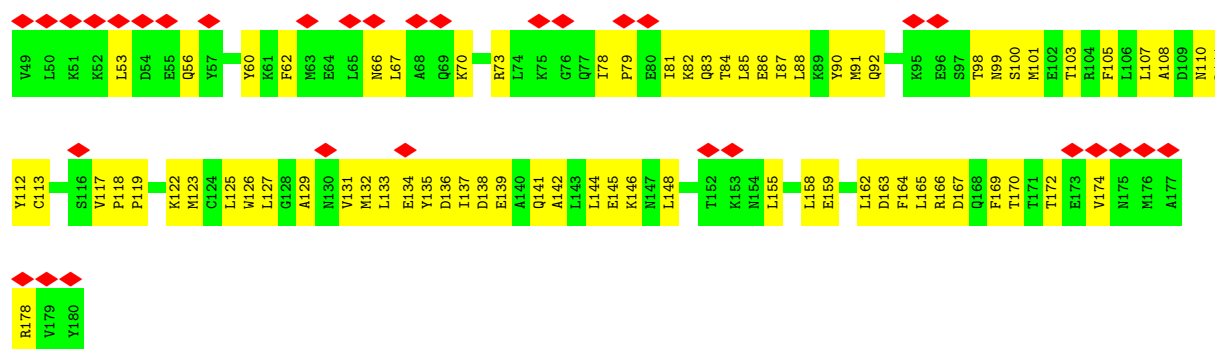 V49 L50 K51 K52 L53 D54 E55 Q56 Y57 Y60 K61 F62 M63 E64 L65 N66 L67 A68 Q69 K70 R73 L74 K75 G76 Q77 I78 P79 E80 I81 K82 Q83 T84 L85 E86 I87 L88 K89 Y90 M91 Q92 K95 E96 S97 T98 N99 S100 M101 E102 T103 R104 F105 L106 L107 A108 D109 N110
Y112 C113 S116 V117 P118 P119 K122 M123 C124 L125 W126 L127 G128 A129 N130 V131 M132 L133 E134 Y135 D136 I137 D138 E139 A140 Q141 A142 L143 L144 E145 K146 N147 L148 T152 K153 N154 L155 L158 E159 L162 D163 F164 L165 R166 D167 Q168 F169 T170 T171 T172 E173 V174 N175 M176 A177
R178 V179 Y180